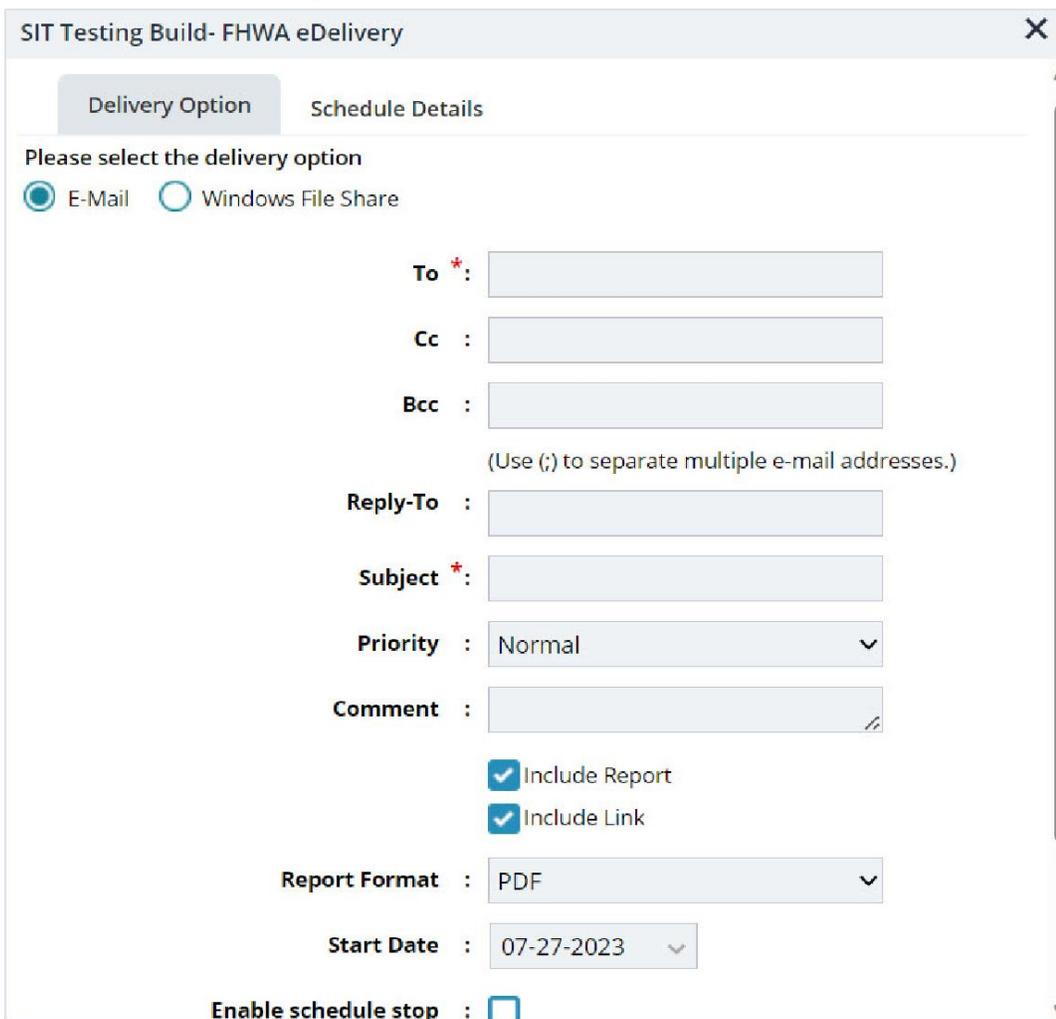 SIT Testing Build- FHWA eDelivery
Delivery Option Schedule Details
Please select the delivery option
E-Mail Windows File Share
To *:
Cc :
Bcc :
(Use (;) to separate multiple e-mail addresses.)
Reply-To :
Subject *:
Priority : Normal
Comment :
Include Report
Include Link
Report Format : PDF
Start Date : 07-27-2023
Enable schedule stop :